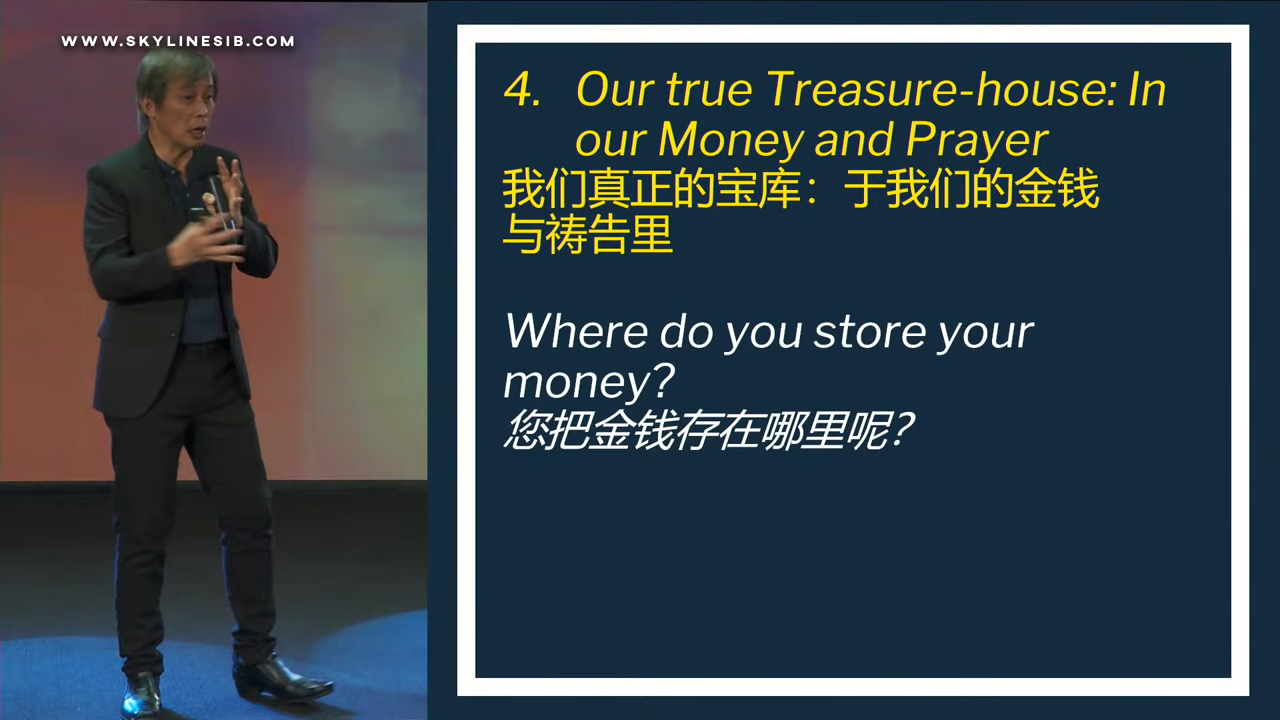 WWW.SKYLINESIB.COM
4. Our true Treasure-house: In
our Money and Prayer
我们真正的宝库：于我们的金钱
与祷告里
Where do you store your
money?
您把金钱存在哪里呢？